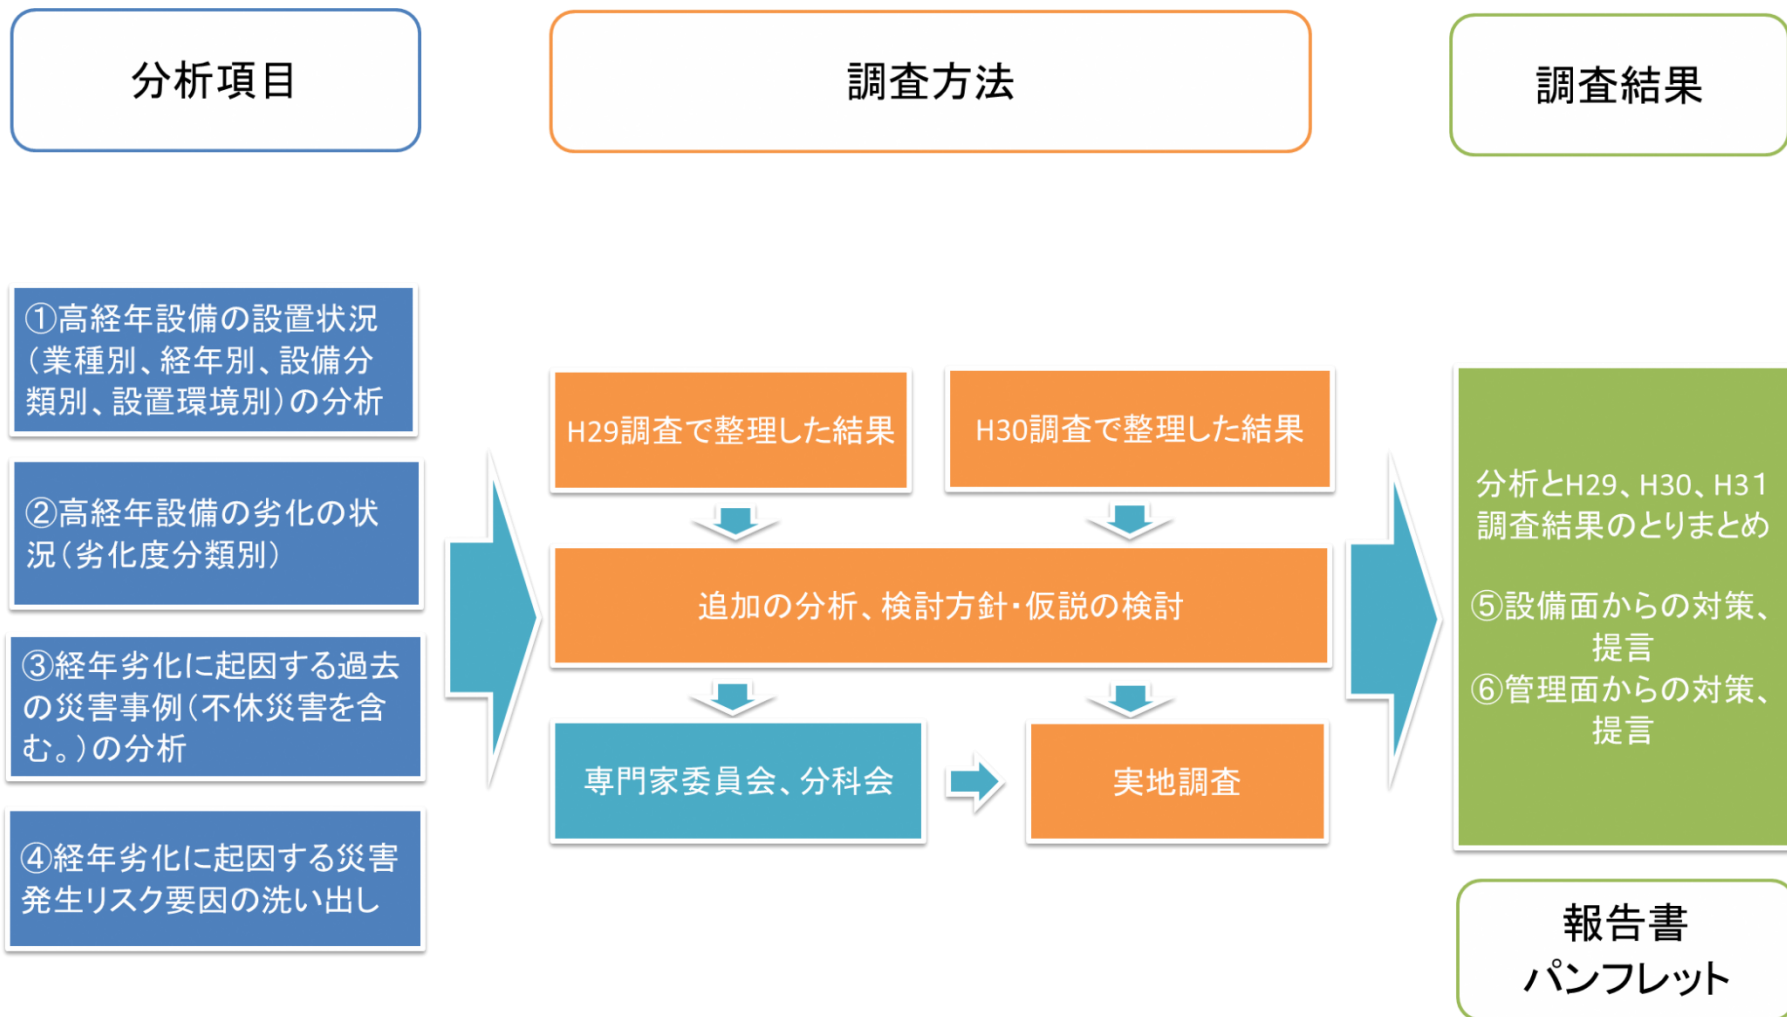 分析項目
調査方法
調査結果
①高経年設備の設置状況
(業種別、経年別、設備分
類別、設置環境別)の分析
②高経年設備の劣化の状
況(劣化度分類別)
③経年劣化に起因する過去
の災害事例(不休災害を含
む。)の分析
④経年劣化に起因する災害
発生リスク要因の洗い出し
H29調査で整理した結果
H30調査で整理した結果
追加の分析、検討方針・仮説の検討
専門家委員会、分科会
実地調査
分析とH29、H30、H31
調査結果のとりまとめ
⑤設備面からの対策、
提言
⑥管理面からの対策、
提言
報告書
パンフレット